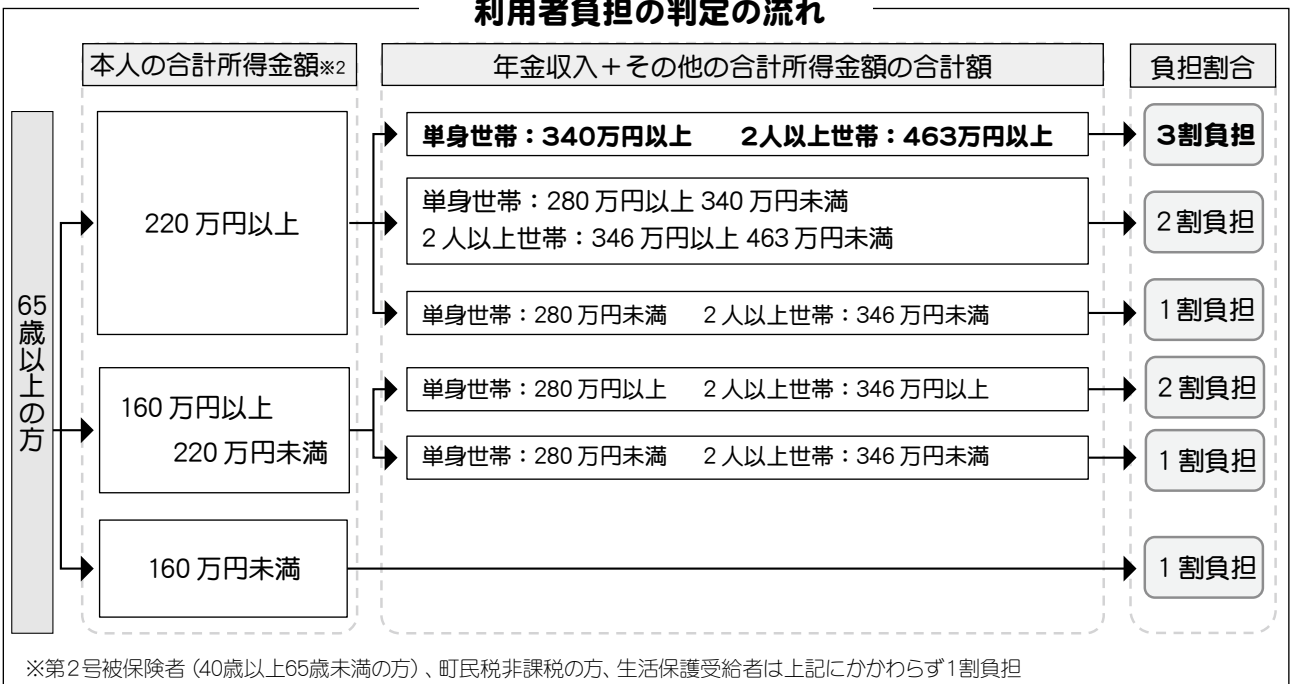 利用者負担の判定の流れ
本人の合計所得金額※2
年金収入＋その他の合計所得金額の合計額
負担割合
65歳以上の方
220万円以上
単身世帯：340万円以上　2人以上世帯：463万円以上
3割負担
単身世帯：280万円以上340万円未満
2人以上世帯：346万円以上463万円未満
2割負担
単身世帯：280万円未満　2人以上世帯：346万円未満
1割負担
160万円以上
220万円未満
単身世帯：280万円以上　2人以上世帯：346万円以上
2割負担
単身世帯：280万円未満　2人以上世帯：346万円未満
1割負担
160万円未満
1割負担
※第2号被保険者（40歳以上65歳未満の方）、町民税非課税の方、生活保護受給者は上記にかかわらず1割負担